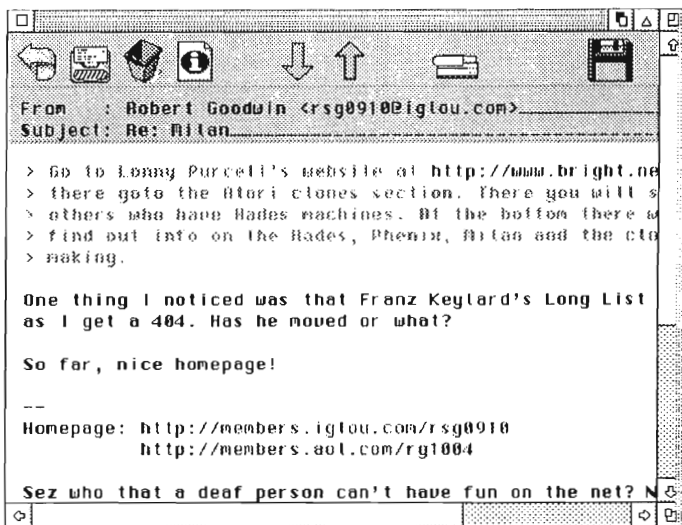 From : Robert Goodwin <rsg0910@iglou.com>
Subject: Re: Milan
> Go to Lonny Purcell's website at http://www.bright.ne
> there goto the Atari clones section. There you will s
> others who have Hades machines. At the bottom there w
> find out info on the Hades, Phenix, Milan and the clo
> making.
One thing I noticed was that Franz Keylard's Long List
as I get a 404. Has he moved or what?
So far, nice homepage!
--
Homepage: http://members.iglou.com/rsg0910
http://members.aol.com/rg1004
Sez who that a deaf person can't have fun on the net? N